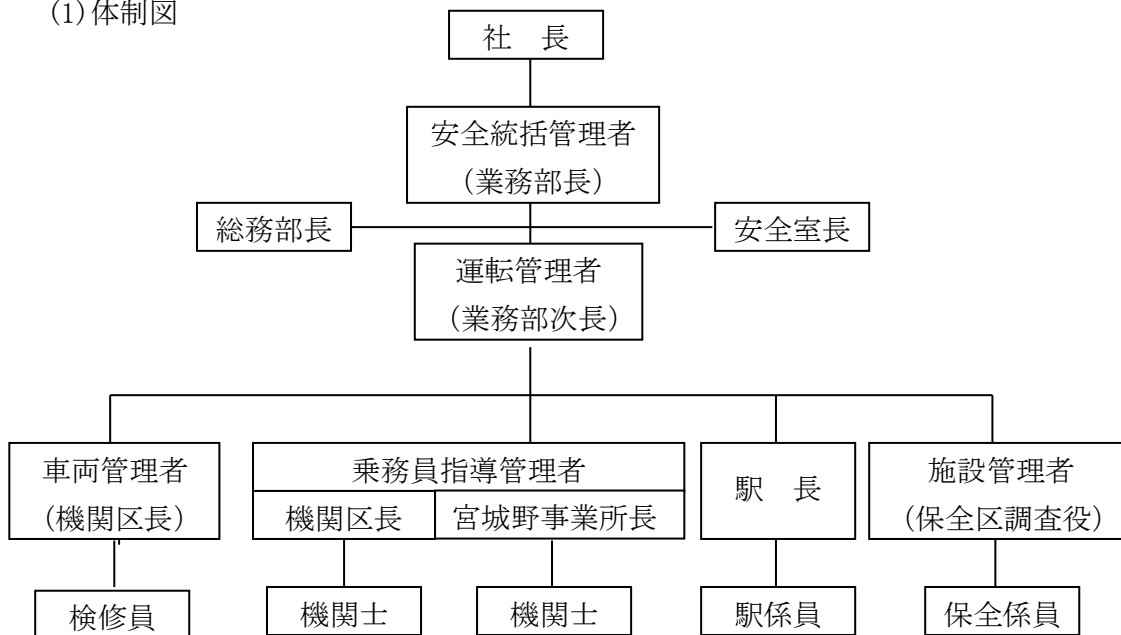 (1)体制図
社　長
安全統括管理者
(業務部長)
総務部長
安全室長
運転管理者
(業務部次長)
車両管理者
(機関区長)
乗務員指導管理者
機関区長
宮城野事業所長
駅　長
施設管理者
(保全区調査役)
検修員
機関士
機関士
駅係員
保全係員